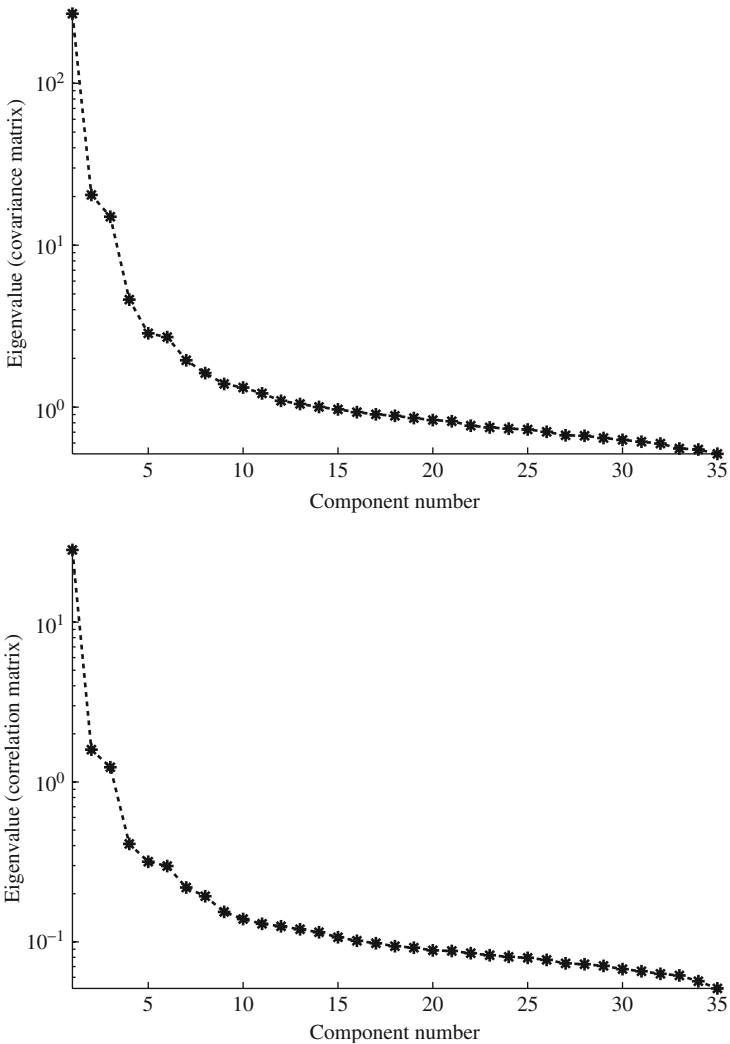 Eigenvalue (covariance matrix)
10²
10¹
10⁰
5 10 15 20 25 30 35
Component number
Eigenvalue (correlation matrix)
10¹
10⁰
10⁻¹
5 10 15 20 25 30 35
Component number